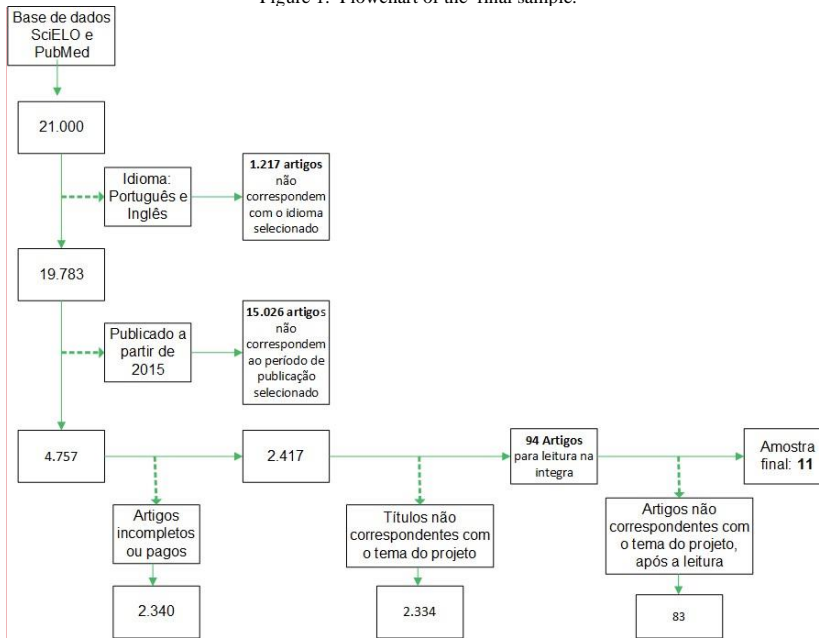 Figure 1. Flowchart of the final sample.
Base de dados
SciELO e
PubMed
21.000
Idioma:
Português e
Inglês
1.217 artigos
não
correspondem
com o idioma
selecionado
19.783
Publicado a
partir de
2015
15.026 artigos
não
correspondem
ao período de
publicação
selecionado
4.757
2.417
94 Artigos
para leitura na
integra
Amostra
final: 11
Artigos
incompletos
ou pagos
Títulos não
correspondentes com
o tema do projeto
Artigos não
correspondentes com
o tema do projeto,
após a leitura
2.340
2.334
83